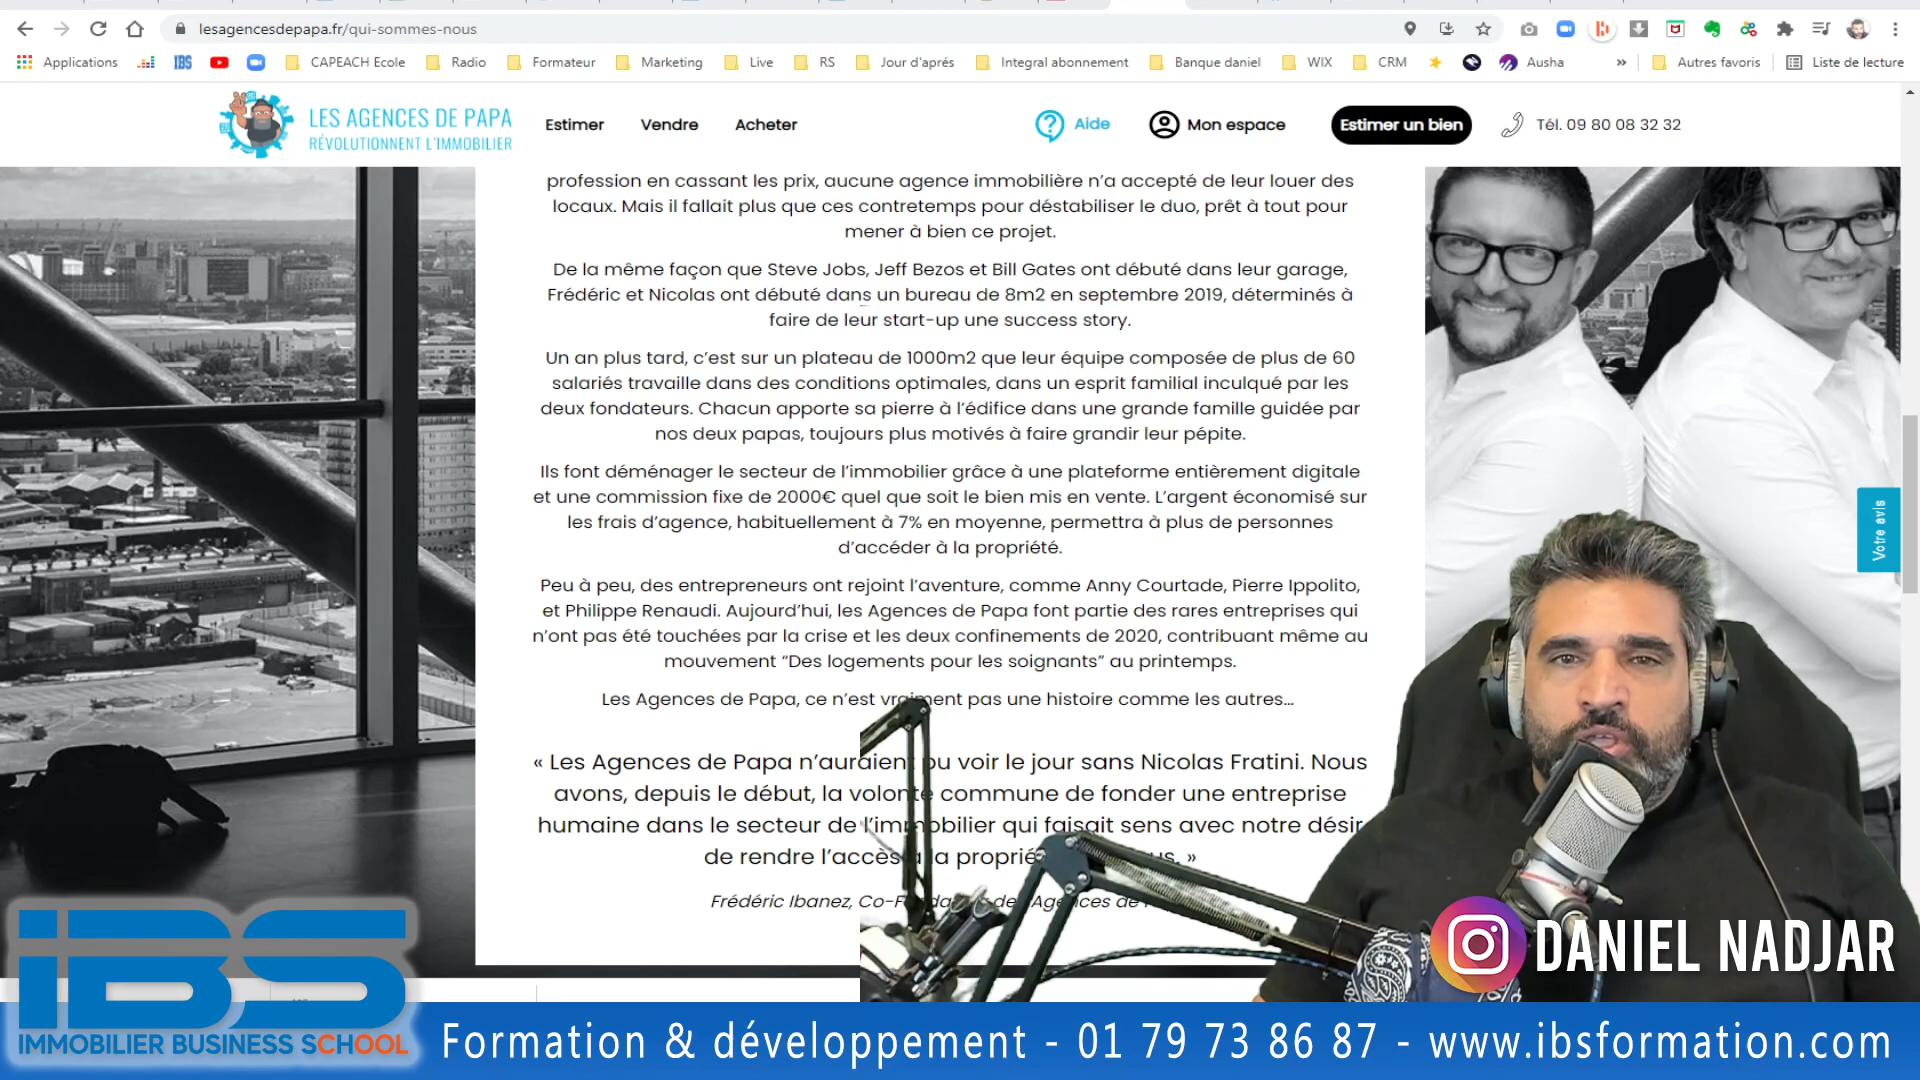 lesagencesdepapa.fr/qui-sommes-nous
Applications
IBS
CAPEACH Ecole
Radio
Formateur
Marketing
Live
RS
Jour d'aprés
Integral abonnement
Banque daniel
WIX
CRM
Ausha
»
Autres favoris
Liste de lecture
LES AGENCES DE PAPA
RÉVOLUTIONNENT L'IMMOBILIER
Estimer
Vendre
Acheter
Aide
Mon espace
Estimer un bien
Tél. 09 80 08 32 32
profession en cassant les prix, aucune agence immobilière n’a accepté de leur louer des
locaux. Mais il fallait plus que ces contretemps pour déstabiliser le duo, prêt à tout pour
mener à bien ce projet.
De la même façon que Steve Jobs, Jeff Bezos et Bill Gates ont débuté dans leur garage,
Frédéric et Nicolas ont débuté dans un bureau de 8m2 en septembre 2019, déterminés à
faire de leur start-up une success story.
Un an plus tard, c’est sur un plateau de 1000m2 que leur équipe composée de plus de 60
salariés travaille dans des conditions optimales, dans un esprit familial inculqué par les
deux fondateurs. Chacun apporte sa pierre à l’édifice dans une grande famille guidée par
nos deux papas, toujours plus motivés à faire grandir leur pépite.
Ils font déménager le secteur de l’immobilier grâce à une plateforme entièrement digitale
et une commission fixe de 2000€ quel que soit le bien mis en vente. L’argent économisé sur
les frais d’agence, habituellement à 7% en moyenne, permettra à plus de personnes
d’accéder à la propriété.
Peu à peu, des entrepreneurs ont rejoint l’aventure, comme Anny Courtade, Pierre Ippolito,
et Philippe Renaudi. Aujourd’hui, les Agences de Papa font partie des rares entreprises qui
n’ont pas été touchées par la crise et les deux confinements de 2020, contribuant même au
mouvement “Des logements pour les soignants” au printemps.
Les Agences de Papa, ce n’est vraiment pas une histoire comme les autres...
« Les Agences de Papa n’auraient pu voir le jour sans Nicolas Fratini. Nous
avons, depuis le début, la volonté commune de fonder une entreprise
humaine dans le secteur de l’immobilier qui faisait sens avec notre désir
de rendre l’accès à la propriété »
Frédéric Ibanez, Co-Fondateur des Agences de
Votre avis
DANIEL NADJAR
IBS
IMMOBILIER BUSINESS SCHOOL
Formation & développement - 01 79 73 86 87 - www.ibsformation.com